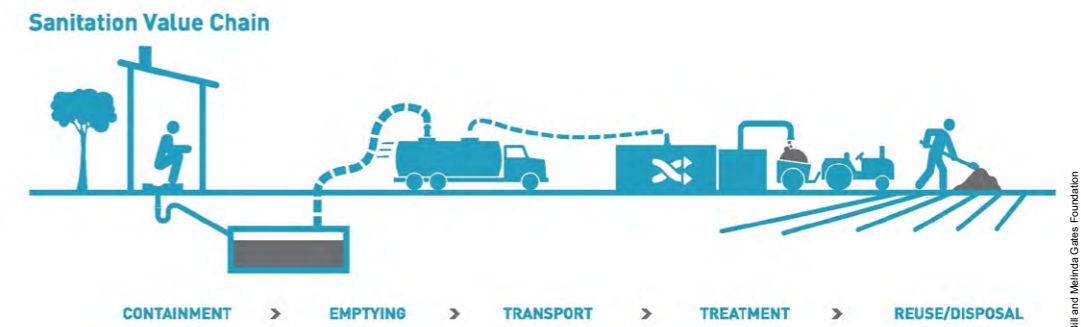 Sanitation Value Chain
CONTAINMENT > EMPTYING > TRANSPORT > TREATMENT > REUSE/DISPOSAL
ill and Melinda Gates Foundation